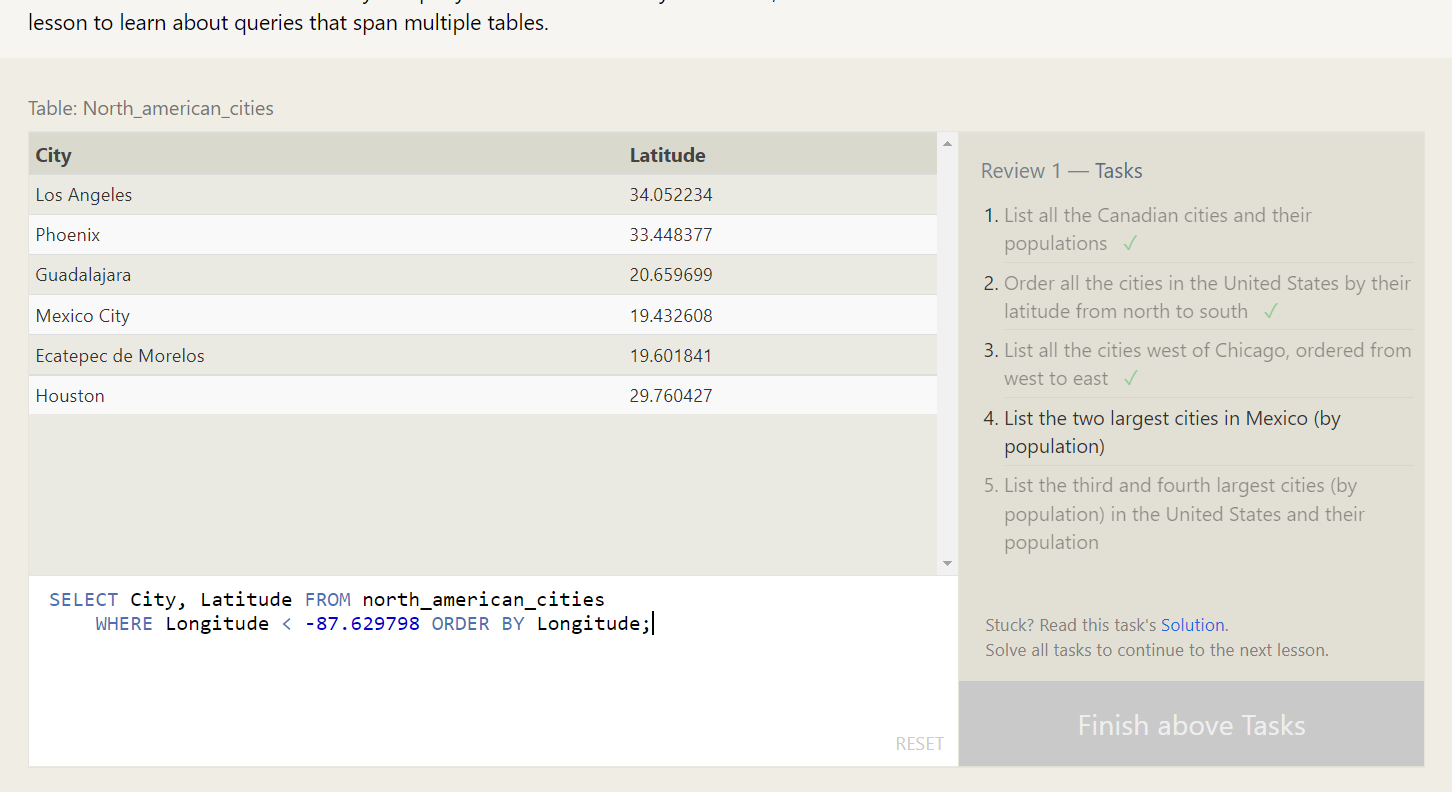 lesson to learn about queries that span multiple tables.
Table: North_american_cities
City Latitude
Los Angeles 34.052234
Phoenix 33.448377
Guadalajara 20.659699
Mexico City 19.432608
Ecatepec de Morelos 19.601841
Houston 29.760427
SELECT City, Latitude FROM north_american_cities
WHERE Longitude < -87.629798 ORDER BY Longitude;
RESET
Review 1 — Tasks
1. List all the Canadian cities and their
populations ✓
2. Order all the cities in the United States by their
latitude from north to south ✓
3. List all the cities west of Chicago, ordered from
west to east ✓
4. List the two largest cities in Mexico (by
population)
5. List the third and fourth largest cities (by
population) in the United States and their
population
Stuck? Read this task's Solution.
Solve all tasks to continue to the next lesson.
Finish above Tasks